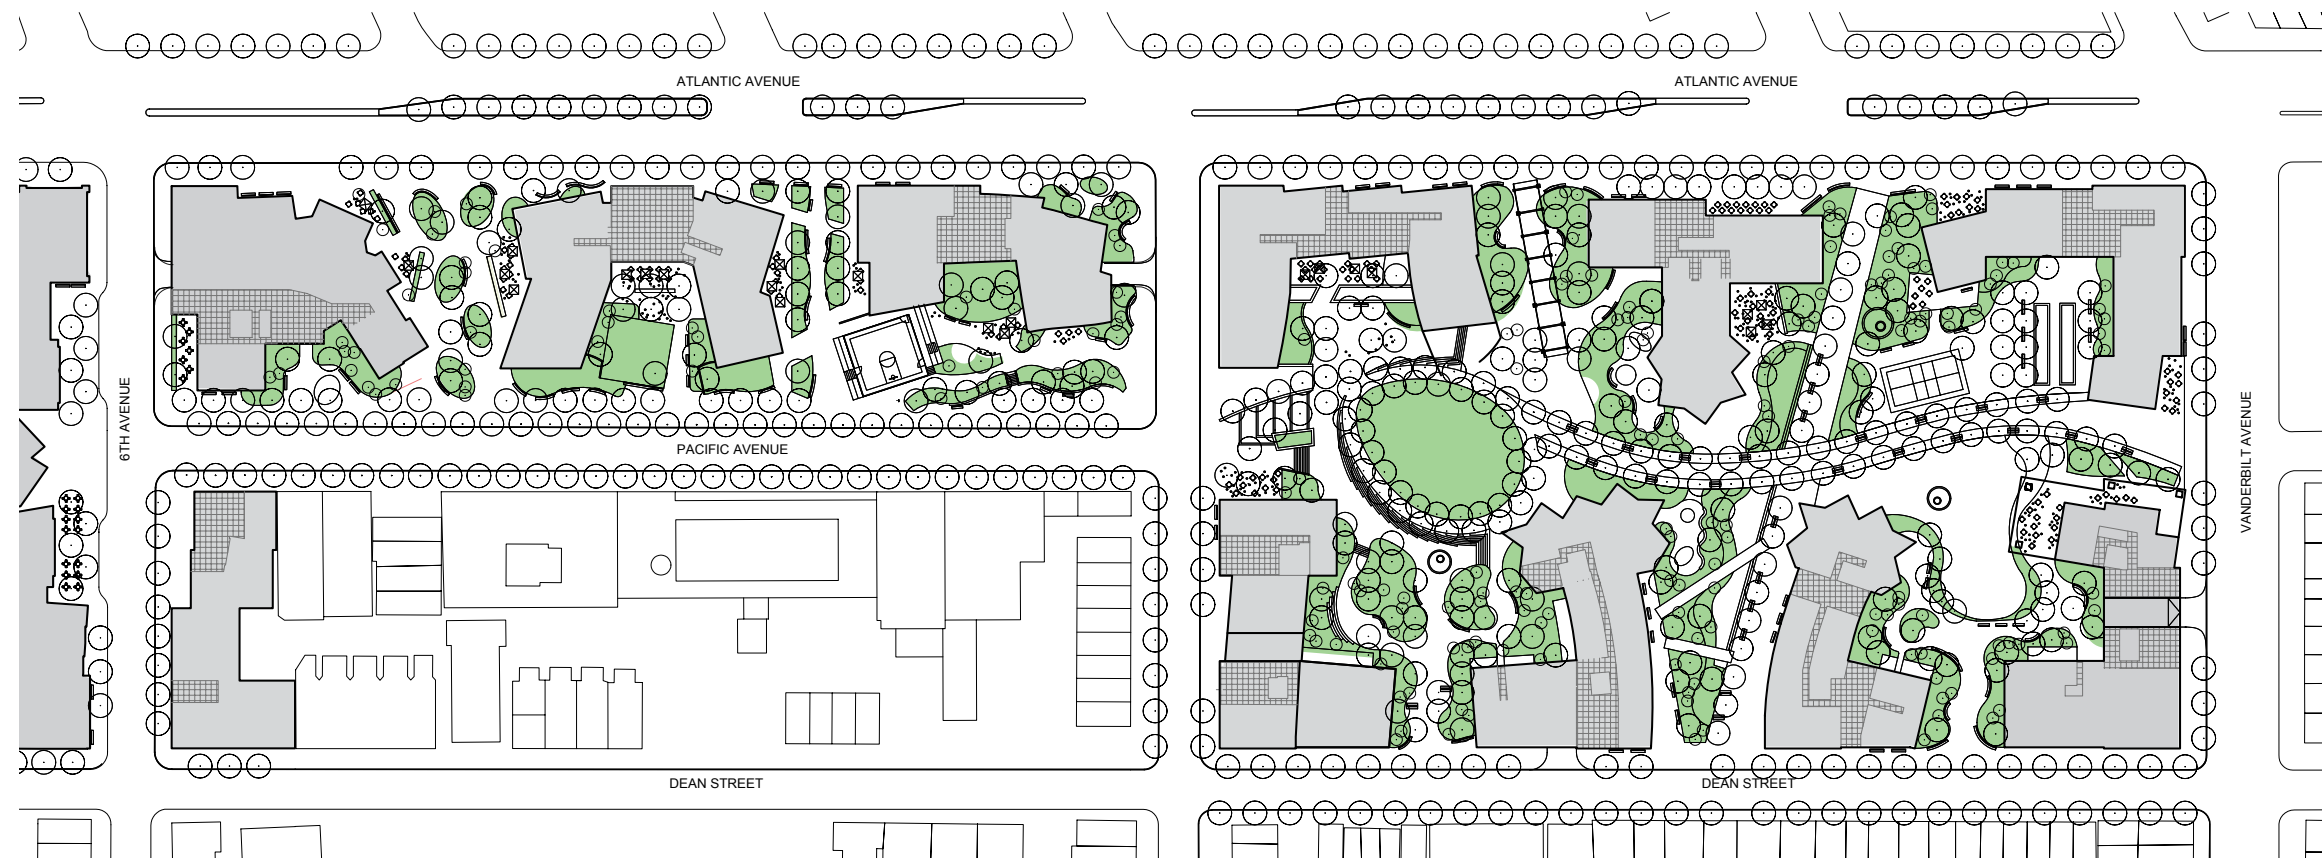 ATLANTIC AVENUE
ATLANTIC AVENUE
6TH AVENUE
PACIFIC AVENUE
VANDERBILT AVENUE
DEAN STREET
DEAN STREET